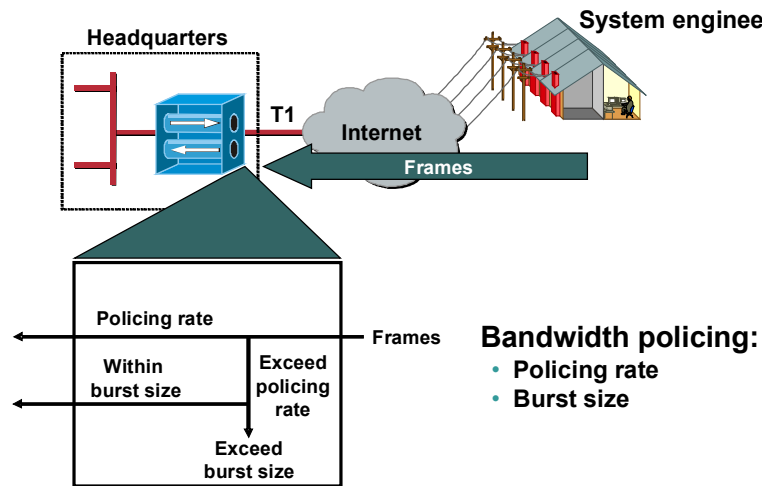 System enginee
Headquarters
T1
Internet
Frames
Policing rate
Frames
Within
burst size
Exceed
policing
rate
Exceed
burst size
Bandwidth policing:
• Policing rate
• Burst size